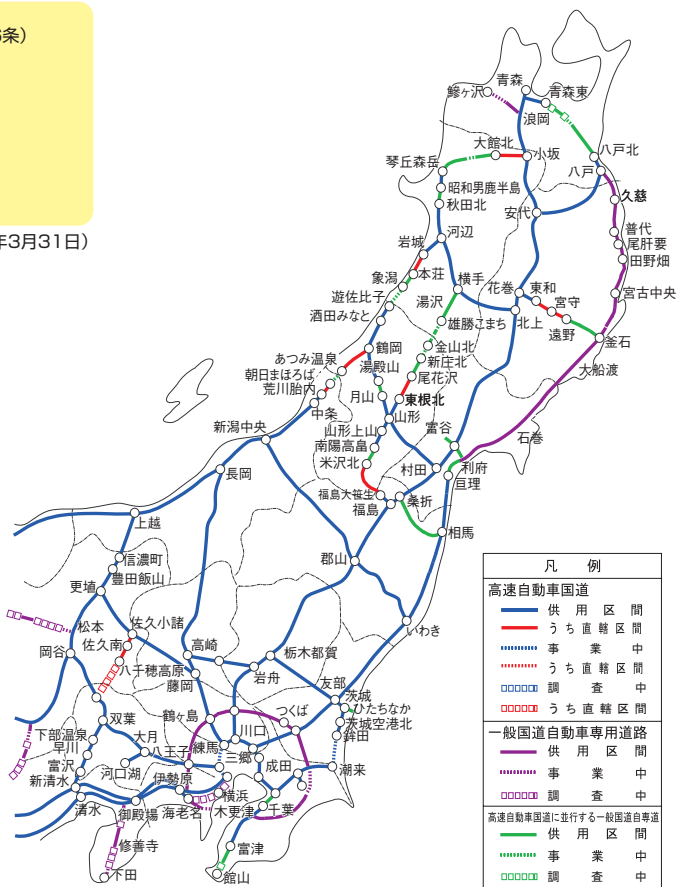 6条）
年3月31日）
青森
青森東
鰺ヶ沢
浪岡
大館北
小坂
八戸北
八戸
琴丘森岳
昭和男鹿半島
秋田北
久慈
安代
普代
尾肝要
田野畑
河辺
岩城
本荘
象潟
横手
花巻
東和
宮守
宮古中央
遊佐比子
湯沢
酒田みなと
雄勝こまち
北上
遠野
釜石
鶴岡
金山北
新庄北
大船渡
あつみ温泉
湯殿山
尾花沢
朝日まほろば
荒川胎内
月山
東根北
中条
山形
富谷
新潟中央
山形上山
石巻
南陽高畠
利府
長岡
米沢北
村田
亘理
福島大笹生
桑折
福島
上越
相馬
信濃町
豊田飯山
郡山
更埴
松本
佐久小諸
いわき
岡谷
佐久南
高崎
栃木都賀
八千穂高原
藤岡
岩舟
友部
茨城
双葉
鶴ヶ島
つくば
ひたちなか
川口
茨城空港北
下部温泉
大月
鉾田
早川
八王子
練馬
三郷
富沢
河口湖
成田
潮来
新清水
伊勢原
横浜
清水
御殿場
海老名
木更津
千葉
修善寺
富津
下田
館山
凡例
高速自動車国道
供用区間
うち直轄区間
事業中
うち直轄区間
調査中
うち直轄区間
一般国道自動車専用道路
供用区間
事業中
調査中
高速自動車国道に並行する一般国道自専道
供用区間
事業中
調査中